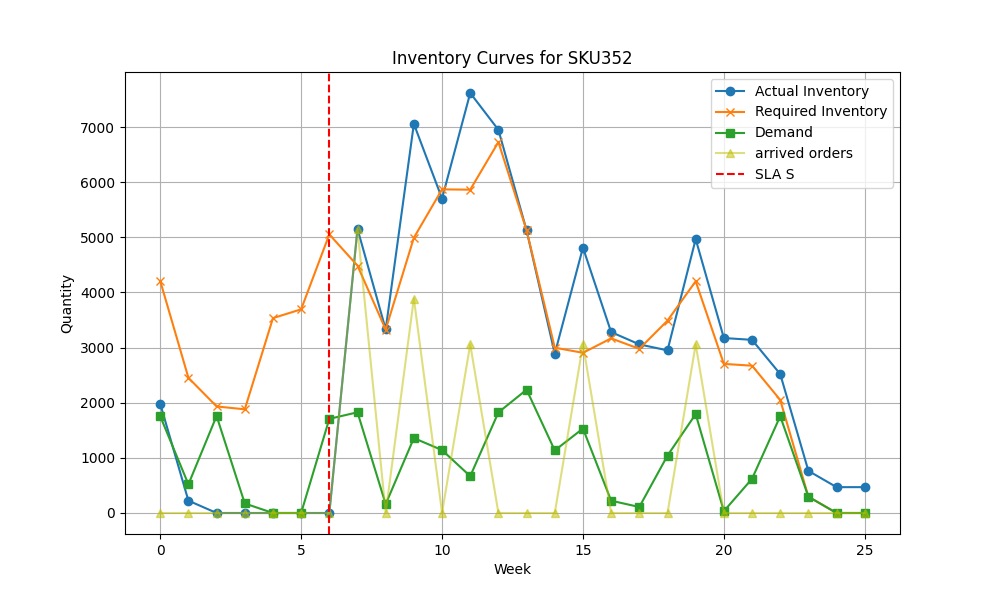 Inventory Curves for SKU352
Actual Inventory
Required Inventory
Demand
arrived orders
SLA S
Quantity
7000
6000
5000
4000
3000
2000
1000
0
0 5 10 15 20 25
Week